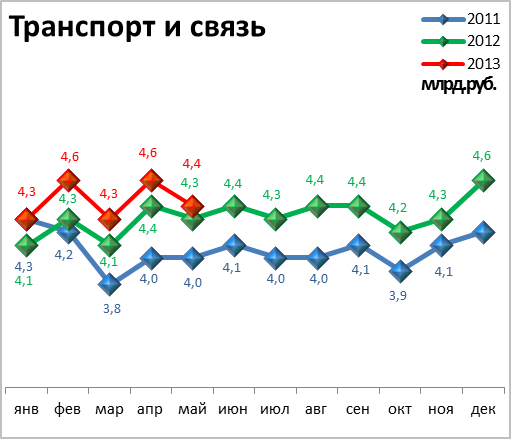 Транспорт и связь
2011
2012
2013
млрд.руб.
4,3 4,6 4,3 4,6 4,4
4,1 4,3 4,1 4,4 4,3 4,4 4,3 4,4 4,4 4,2 4,3 4,6
4,3 4,2 3,8 4,0 4,0 4,1 4,0 4,0 4,1 3,9 4,1
янв фев мар апр май июн июл авг сен окт ноя дек